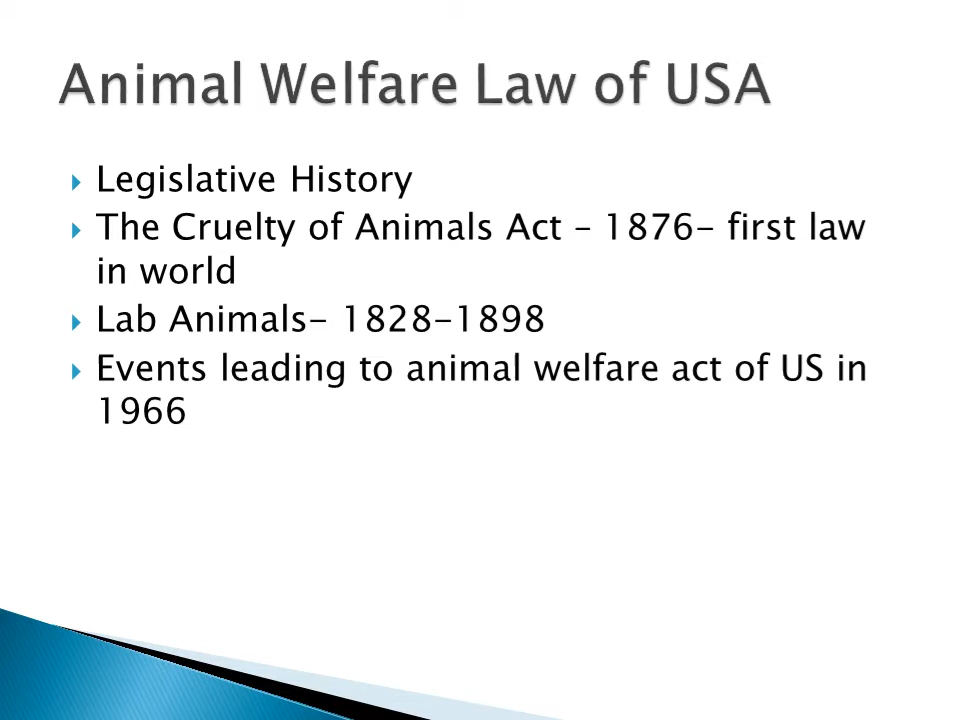 Animal Welfare Law of USA
Legislative History
The Cruelty of Animals Act – 1876- first law
in world
Lab Animals- 1828-1898
Events leading to animal welfare act of US in
1966